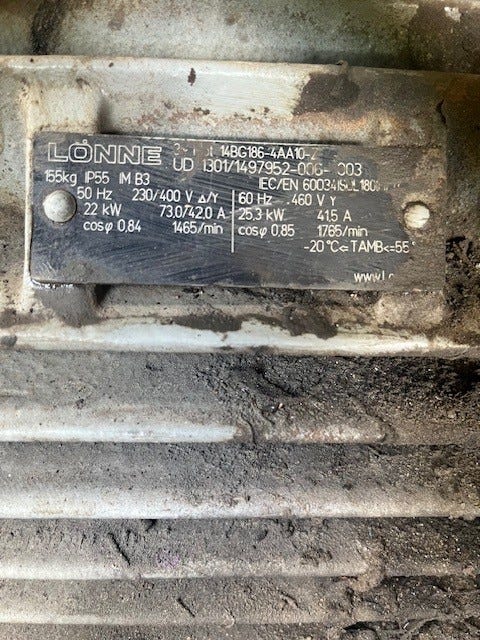 LÖNNE 14BG186-4AA10-
UD 1301/1497952-006- 003
155kg IP55 IM B3 IEC/EN 60034
50 Hz 230/400 V Δ/Y 60 Hz 460 V Y
22 kW 73,0/42,0 A 25,3 kW 41,5 A
cosφ 0,84 1465/min cosφ 0,85 1765/min
-20°C<=TAMB<=55°
www.